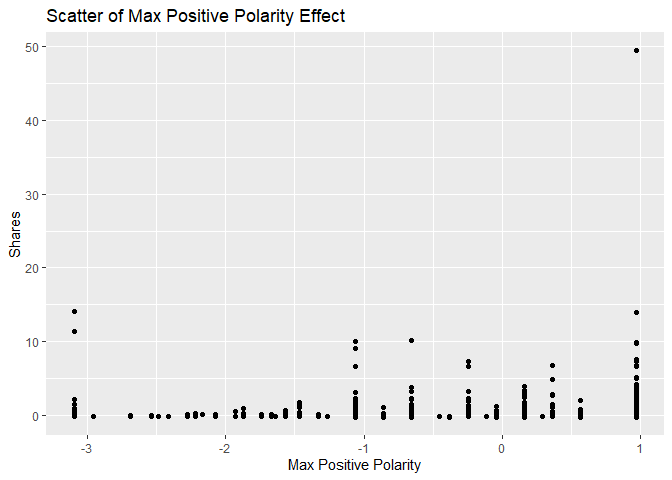 Scatter of Max Positive Polarity Effect
50
40
30
20
10
0
Shares
-3 -2 -1 0 1
Max Positive Polarity